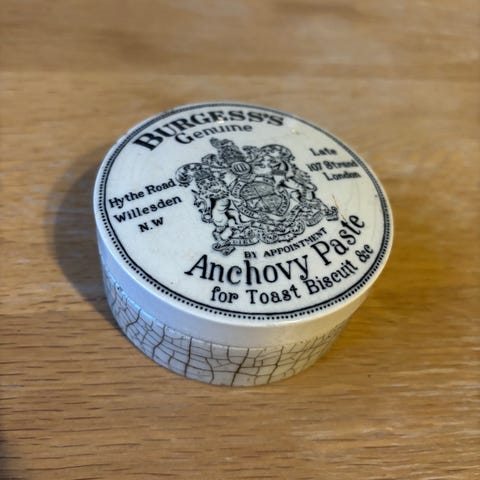 BURGESS'S
Genuine
Hythe Road
Willesden
N.W
Late
107 Strand
London
BY APPOINTMENT
Anchovy Paste
for Toast Biscuit &c